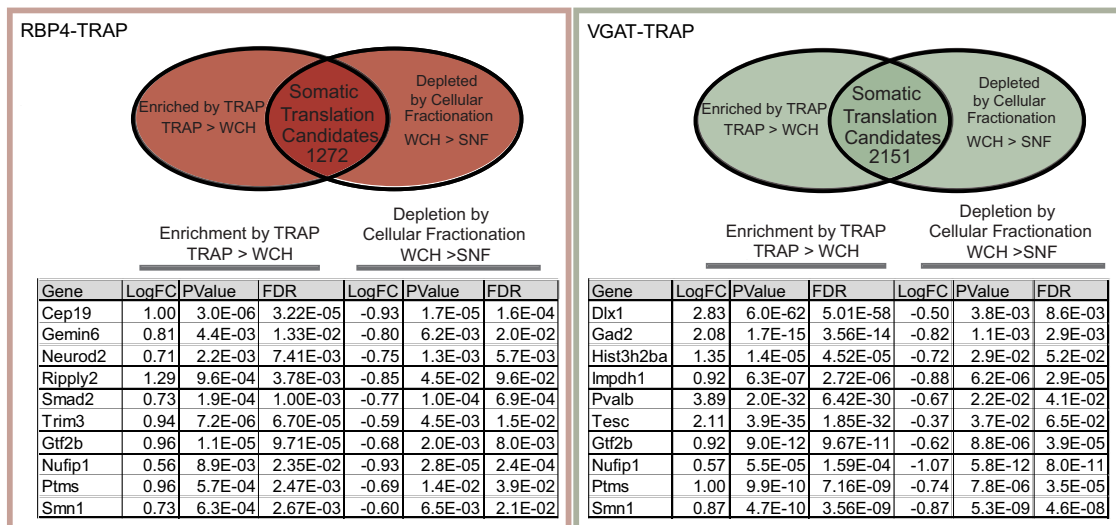 RBP4-TRAP
Enriched by TRAP
TRAP > WCH
Somatic
Translation
Candidates
1272
Depleted
by Cellular
Fractionation
WCH > SNF
Enrichment by TRAP
TRAP > WCH
Depletion by
Cellular Fractionation
WCH >SNF
Gene LogFC PValue FDR LogFC PValue FDR
Cep19 1.00 3.0E-06 3.22E-05 -0.93 1.7E-05 1.6E-04
Gemin6 0.81 4.4E-03 1.33E-02 -0.80 6.2E-03 2.0E-02
Neurod2 0.71 2.2E-03 7.41E-03 -0.75 1.3E-03 5.7E-03
Ripply2 1.29 9.6E-04 3.78E-03 -0.85 4.5E-02 9.6E-02
Smad2 0.73 1.9E-04 1.00E-03 -0.77 1.0E-04 6.9E-04
Trim3 0.94 7.2E-06 6.70E-05 -0.59 4.5E-03 1.5E-02
Gtf2b 0.96 1.1E-05 9.71E-05 -0.68 2.0E-03 8.0E-03
Nufip1 0.56 8.9E-03 2.35E-02 -0.93 2.8E-05 2.4E-04
Ptms 0.96 5.7E-04 2.47E-03 -0.69 1.4E-02 3.9E-02
Smn1 0.73 6.3E-04 2.67E-03 -0.60 6.5E-03 2.1E-02
VGAT-TRAP
Enriched by TRAP
TRAP > WCH
Somatic
Translation
Candidates
2151
Depleted
by Cellular
Fractionation
WCH > SNF
Enrichment by TRAP
TRAP > WCH
Depletion by
Cellular Fractionation
WCH >SNF
Gene LogFC PValue FDR LogFC PValue FDR
Dlx1 2.83 6.0E-62 5.01E-58 -0.50 3.8E-03 8.6E-03
Gad2 2.08 1.7E-15 3.56E-14 -0.82 1.1E-03 2.9E-03
Hist3h2ba 1.35 1.4E-05 4.52E-05 -0.72 2.9E-02 5.2E-02
Impdh1 0.92 6.3E-07 2.72E-06 -0.88 6.2E-06 2.9E-05
Pvalb 3.89 2.0E-32 6.42E-30 -0.67 2.2E-02 4.1E-02
Tesc 2.11 3.9E-35 1.85E-32 -0.37 3.7E-02 6.5E-02
Gtf2b 0.92 9.0E-12 9.67E-11 -0.62 8.8E-06 3.9E-05
Nufip1 0.57 5.5E-05 1.59E-04 -1.07 5.8E-12 8.0E-11
Ptms 1.00 9.9E-10 7.16E-09 -0.74 7.8E-06 3.5E-05
Smn1 0.87 4.7E-10 3.56E-09 -0.87 5.3E-09 4.6E-08